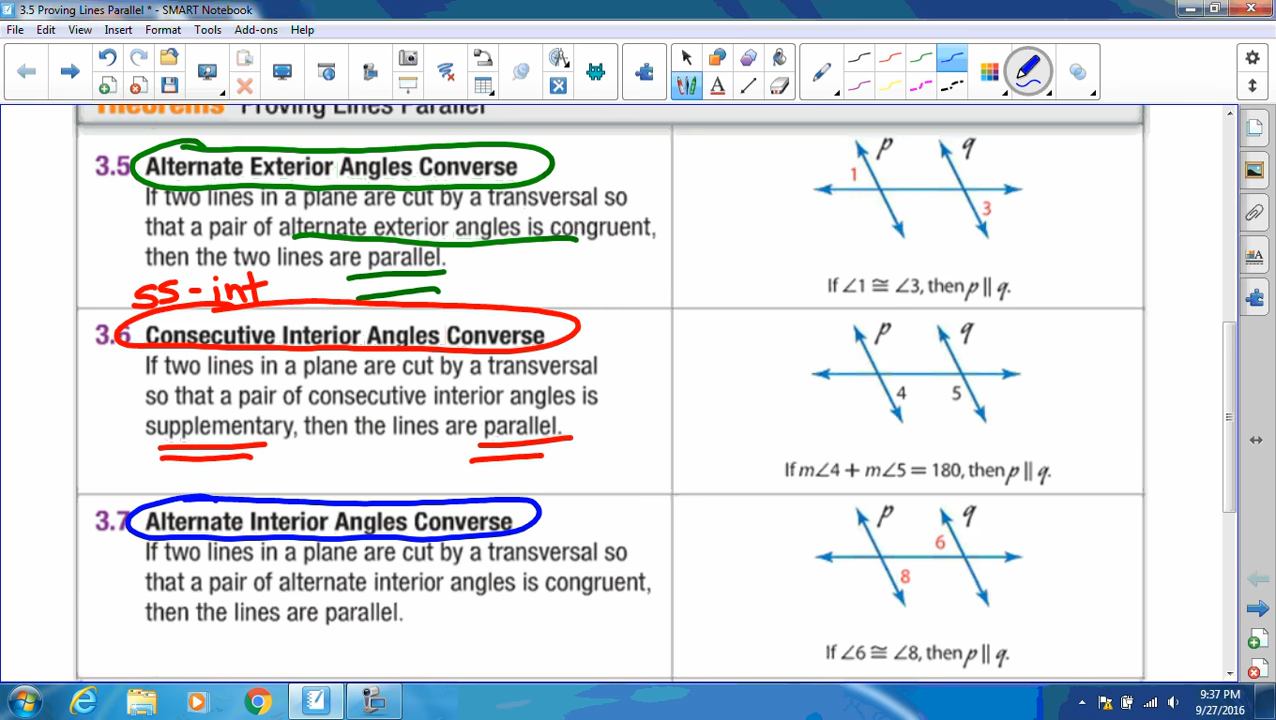 3.5 Proving Lines Parallel * - SMART Notebook
File Edit View Insert Format Tools Add-ons Help
Theorems Proving Lines Parallel
3.5 Alternate Exterior Angles Converse
If two lines in a plane are cut by a transversal so
that a pair of alternate exterior angles is congruent,
then the two lines are parallel.
p q
1
3
If ∠1 ≅ ∠3, then p || q.
ss - int
3.6 Consecutive Interior Angles Converse
If two lines in a plane are cut by a transversal
so that a pair of consecutive interior angles is
supplementary, then the lines are parallel.
p q
4 5
If m∠4 + m∠5 = 180, then p || q.
3.7 Alternate Interior Angles Converse
If two lines in a plane are cut by a transversal so
that a pair of alternate interior angles is congruent,
then the lines are parallel.
p q
6
8
If ∠6 ≅ ∠8, then p || q.
9:37 PM
9/27/2016